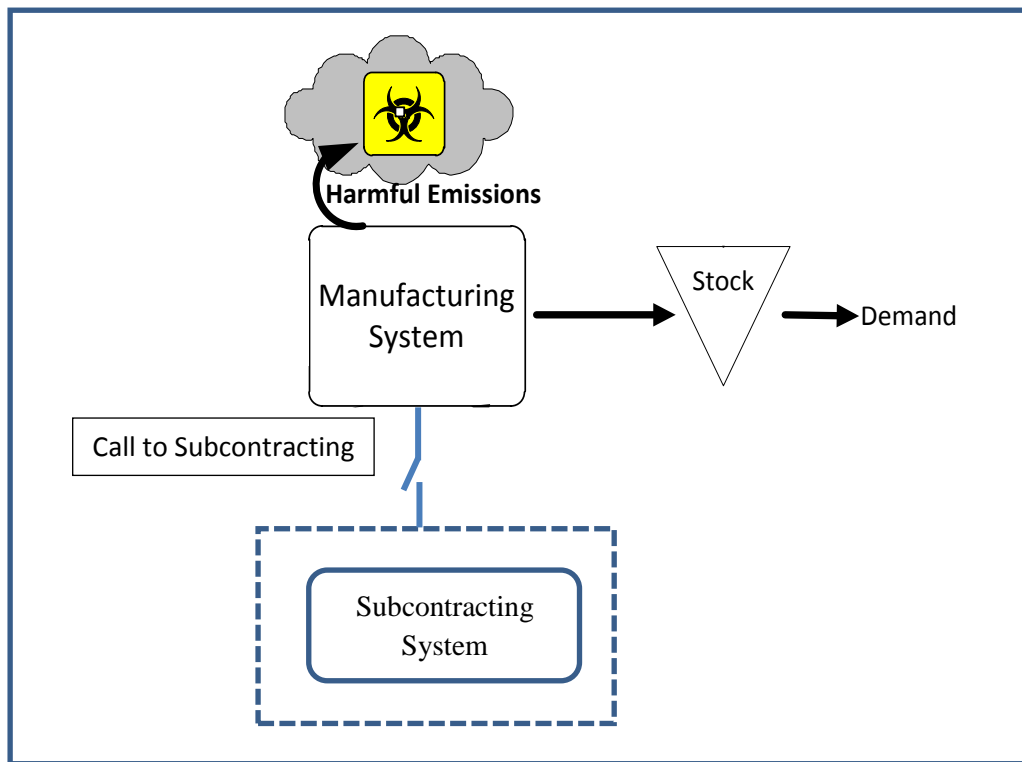 Harmful Emissions
Manufacturing
System
Stock
Demand
Call to Subcontracting
Subcontracting
System